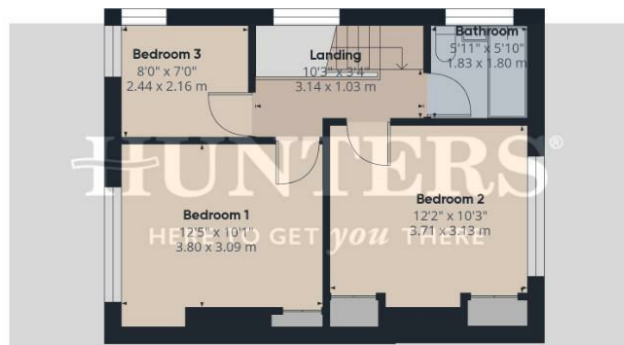 Bedroom 3
8'0" x 7'0"
2.44 x 2.16 m
Landing
10'3" x 3'4"
3.14 x 1.03 m
Bathroom
5'11" x 5'10"
1.83 x 1.80 m
HUNTERS®
HERE TO GET you THERE
Bedroom 1
12'5" x 10'1"
3.80 x 3.09 m
Bedroom 2
12'2" x 10'3"
3.71 x 3.13 m